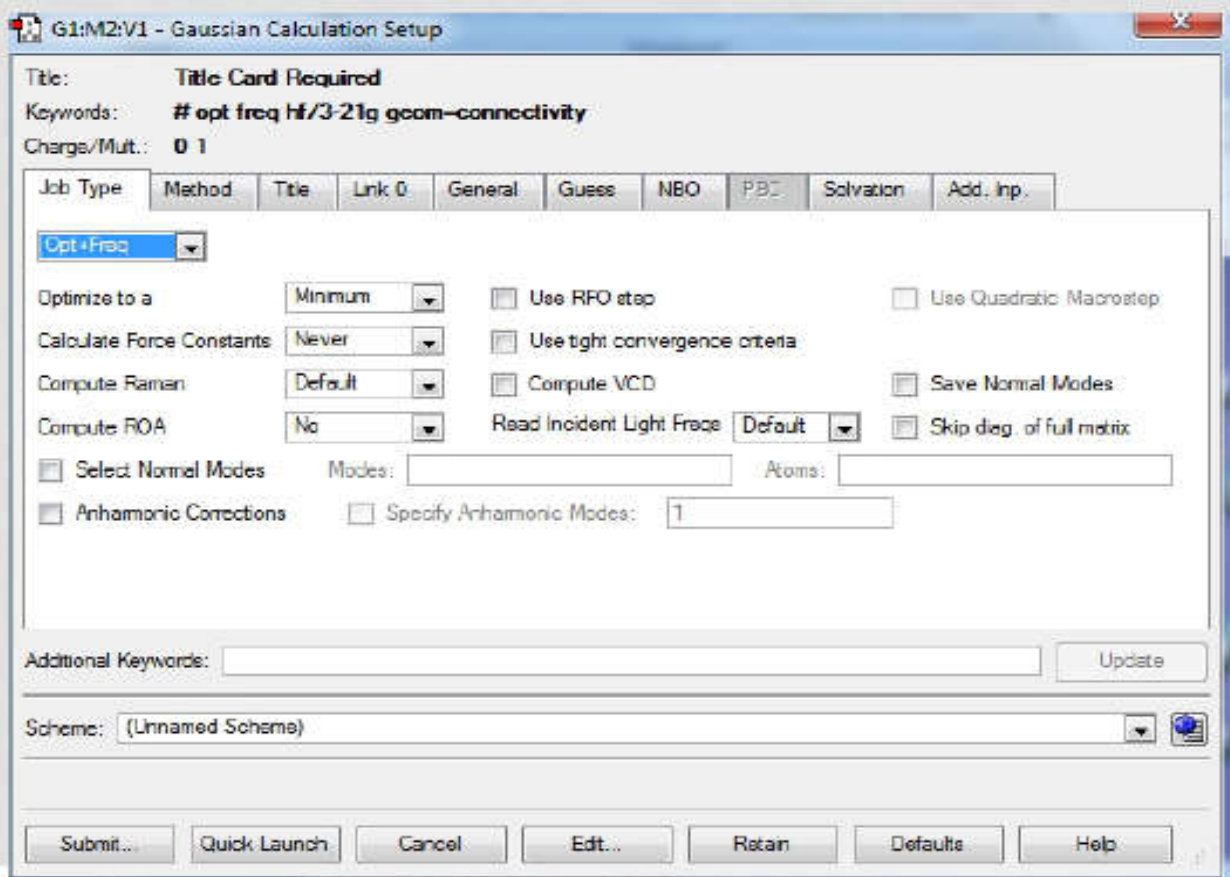 G1:M2:V1 - Gaussian Calculation Setup
Title: Title Card Required
Keywords: # opt freq hf/3-21g geom=connectivity
Charge/Mult.: 0 1
Job Type Method Title Link 0 General Guess NBO PBC Solvation Add. Inp.
Opt+Freq
Optimize to a Minimum Use RFO step Use Quadratic Macrostep
Calculate Force Constants Never Use tight convergence criteria
Compute Raman Default Compute VCD Save Normal Modes
Compute ROA No Read Incident Light Freqs Default Skip diag. of full matrix
Select Normal Modes Modes: Atoms:
Anharmonic Corrections Specify Anharmonic Modes: 1
Additional Keywords: Update
Scheme: (Unnamed Scheme)
Submit... Quick Launch Cancel Edit... Retain Defaults Help